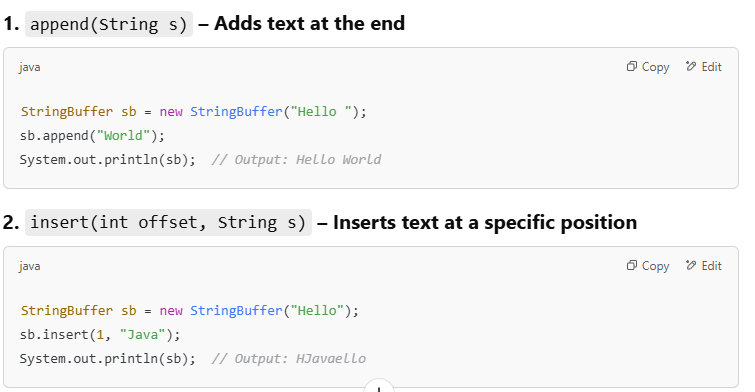 1. append(String s) – Adds text at the end
java
Copy Edit
StringBuffer sb = new StringBuffer("Hello ");
sb.append("World");
System.out.println(sb);  // Output: Hello World
2. insert(int offset, String s) – Inserts text at a specific position
java
Copy Edit
StringBuffer sb = new StringBuffer("Hello");
sb.insert(1, "Java");
System.out.println(sb);  // Output: HJavaello